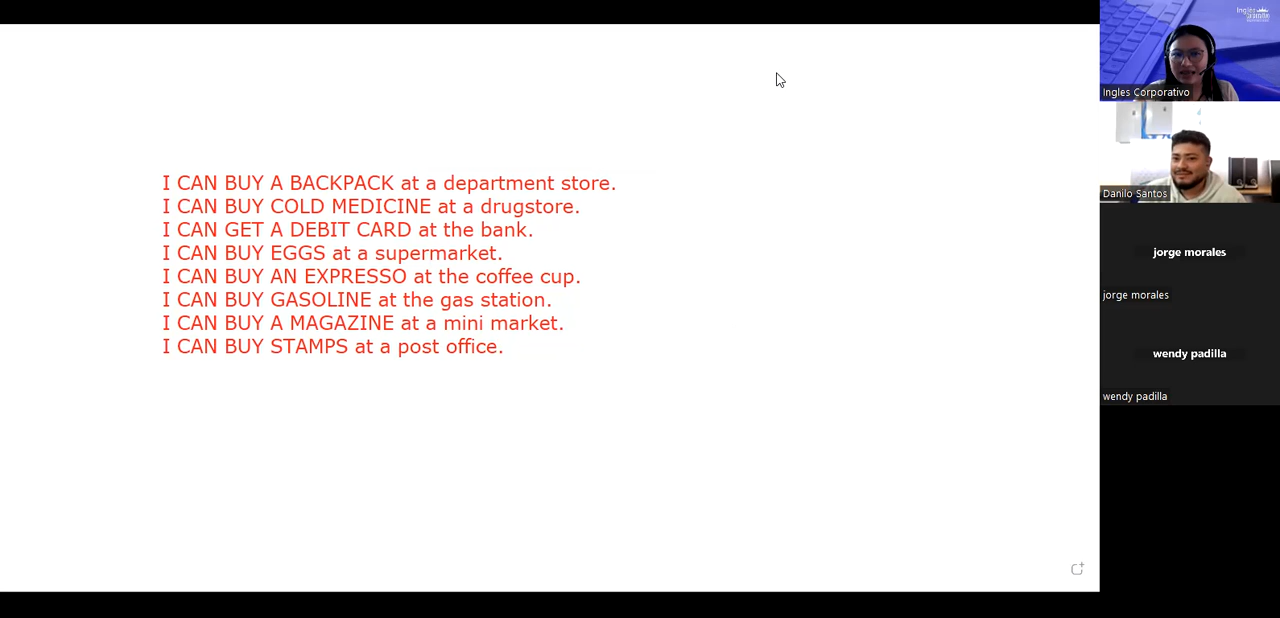 I CAN BUY A BACKPACK at a department store.
I CAN BUY COLD MEDICINE at a drugstore.
I CAN GET A DEBIT CARD at the bank.
I CAN BUY EGGS at a supermarket.
I CAN BUY AN EXPRESSO at the coffee cup.
I CAN BUY GASOLINE at the gas station.
I CAN BUY A MAGAZINE at a mini market.
I CAN BUY STAMPS at a post office.
Ingles Corporativo
Danilo Santos
jorge morales
jorge morales
wendy padilla
wendy padilla